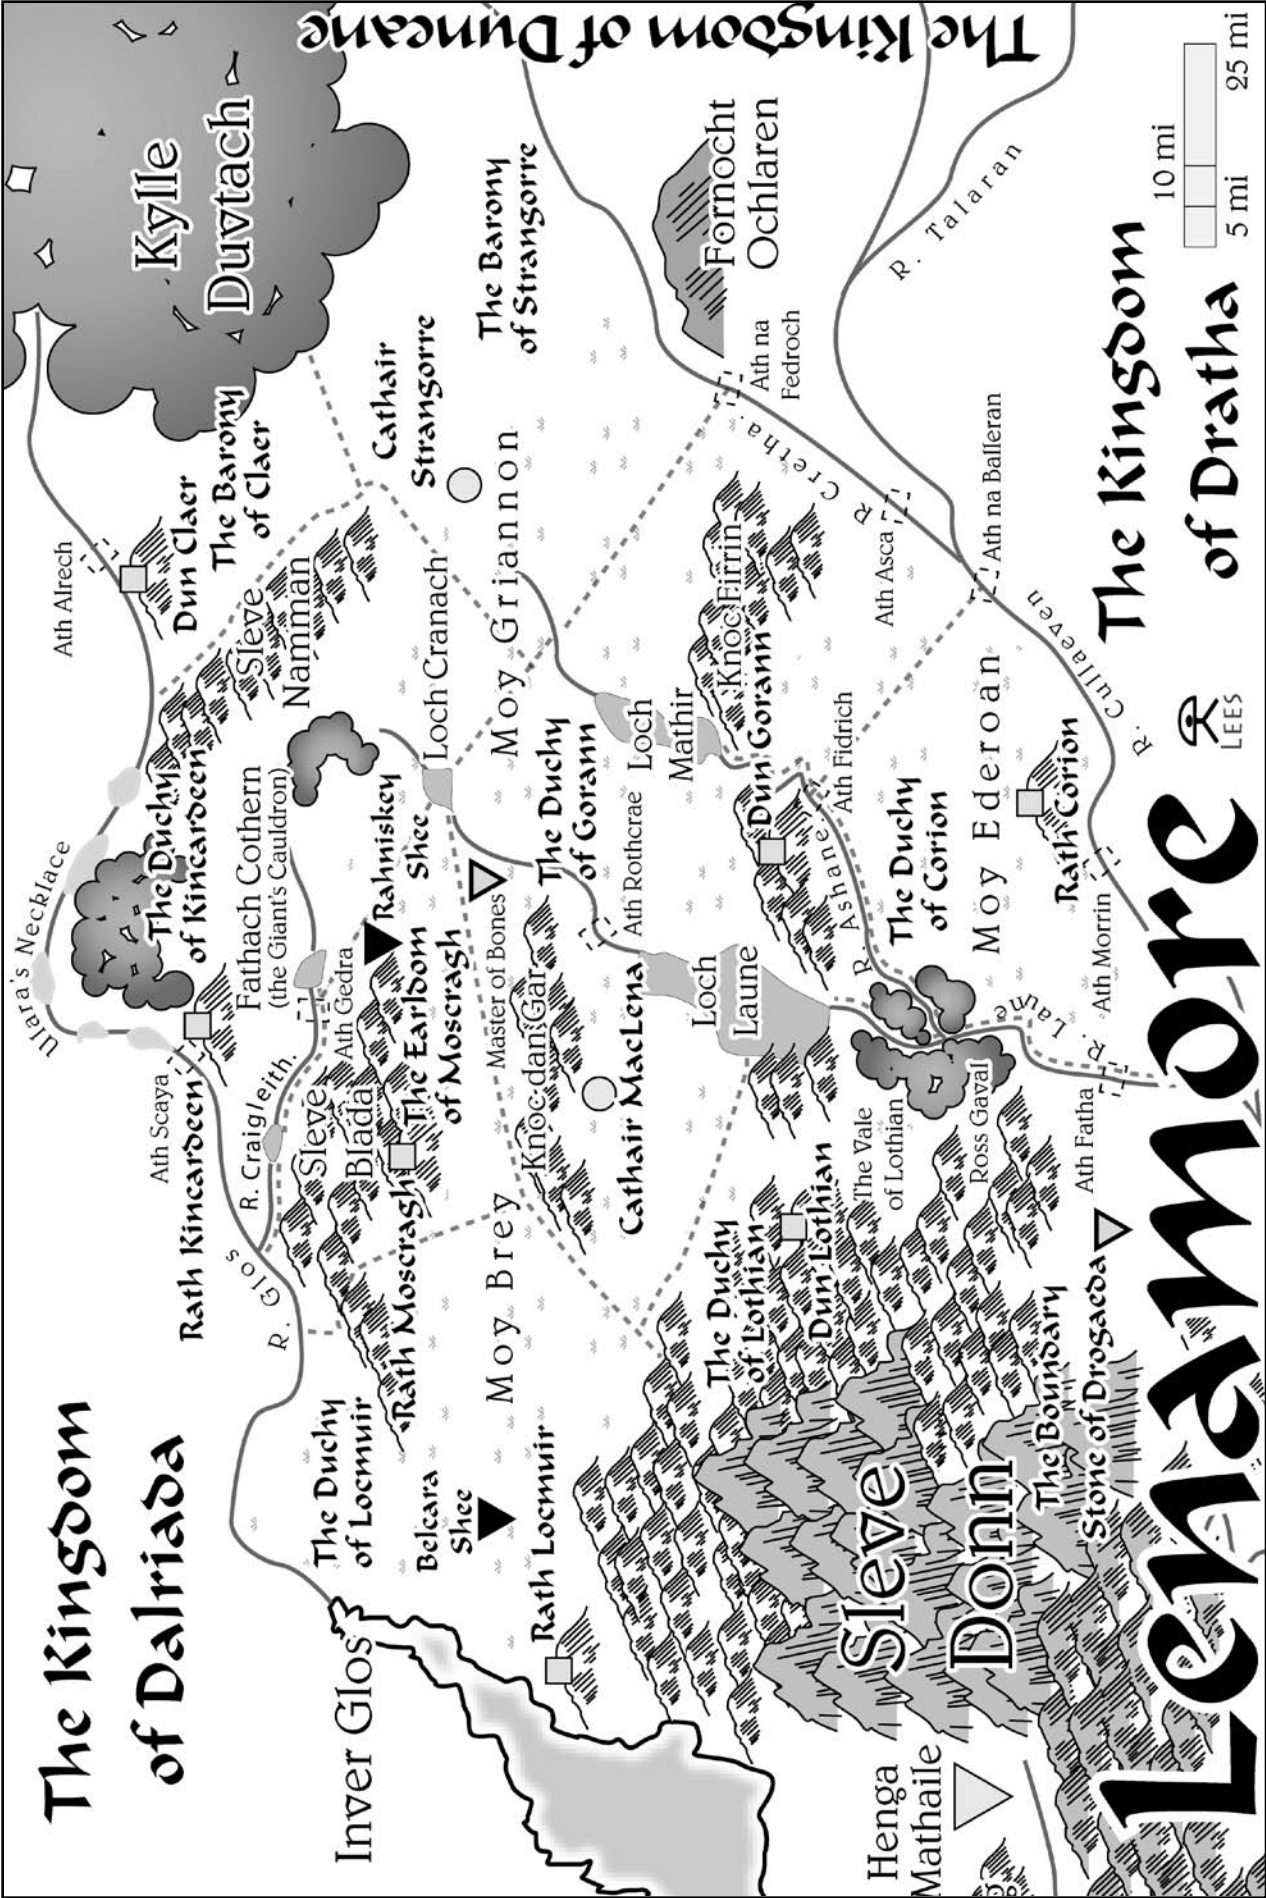 The Kingdom
of Dalriada
Ulara's Necklace
Kylle
Duvtach
Ath Alrech
Dun Claer
The Barony
of Claer
Ath Scaya
Rath Kincardeen
The Duchy
of Kincardeen
Sleve
Namman
R. Glos
R. Craigleith
Fathach Cothern
(the Giant's Cauldron)
Inver Glos
The Duchy
of Locmuir
Sleve
Blada
Ath Gedra
Rahniskey
Shee
Loch Cranach
Cathair
Strangorre
The Barony
of Strangorre
The Kingdom of Duncane
Rath Moscragh
The Earldom
of Moscragh
Belcara
Shee
Moy Brey
Master of Bones
Moy Griannon
Rath Locmuir
Knoc-dani-Gar
The Duchy
of Gorann
Cathair MacLena
Ath Rothcrae
Loch
Mathir
Knoc Firrin
Fornocht
Ochlaren
Ath na
Fedroch
R. Cretha
The Duchy
of Lothian
Dun Lothian
Loch
Laune
Dun Gorann
Ath Fidrich
Ath Asca
R. Talaran
R. Ashane
The Vale
of Lothian
The Duchy
of Corion
Ath na Balleran
Sleve
Donn
Ross Gaval
R. Laune
Moy Ederoan
R. Cullaeven
Henga
Mathaile
The Boundary
Stone of Drogaeda
Ath Fatha
Ath Morrin
Rath Corion
The Kingdom
of Dratha
Lenamore
LEES
5 mi
10 mi
25 mi